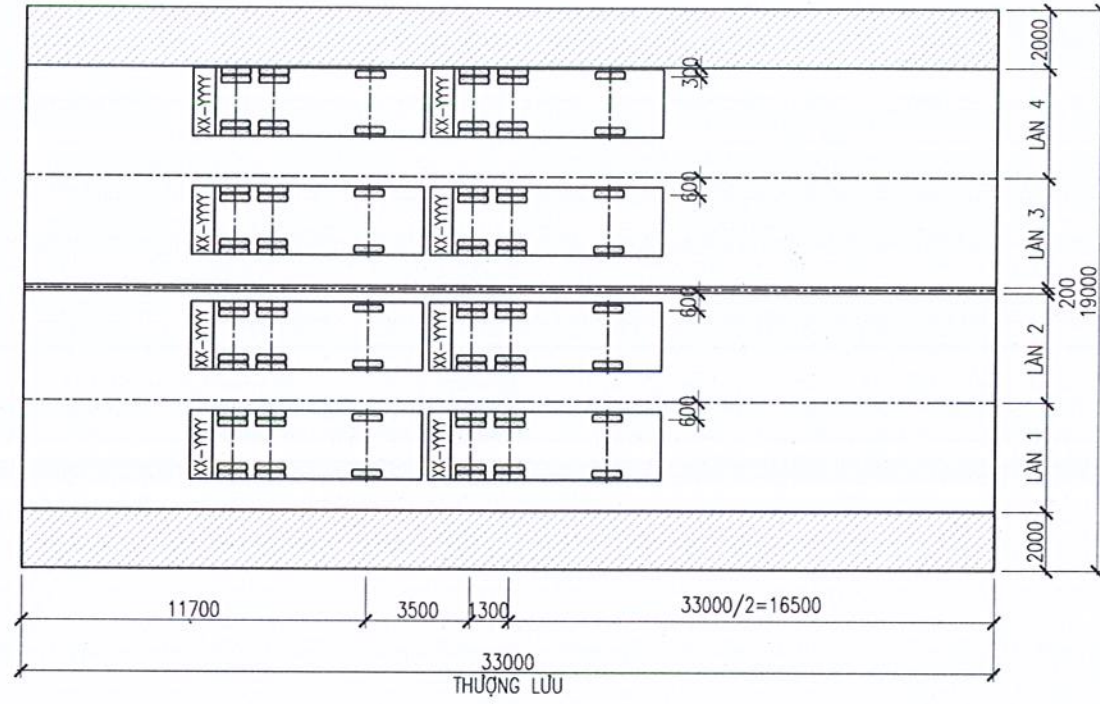 2000
XX-YYY
XX-YYY
300
LÀN 4
XX-YYY
XX-YYY
600
LÀN 3
200
19000
XX-YYY
XX-YYY
600
LÀN 2
XX-YYY
XX-YYY
600
LÀN 1
2000
11700
3500
1300
33000/2=16500
33000
THƯỢNG LƯU